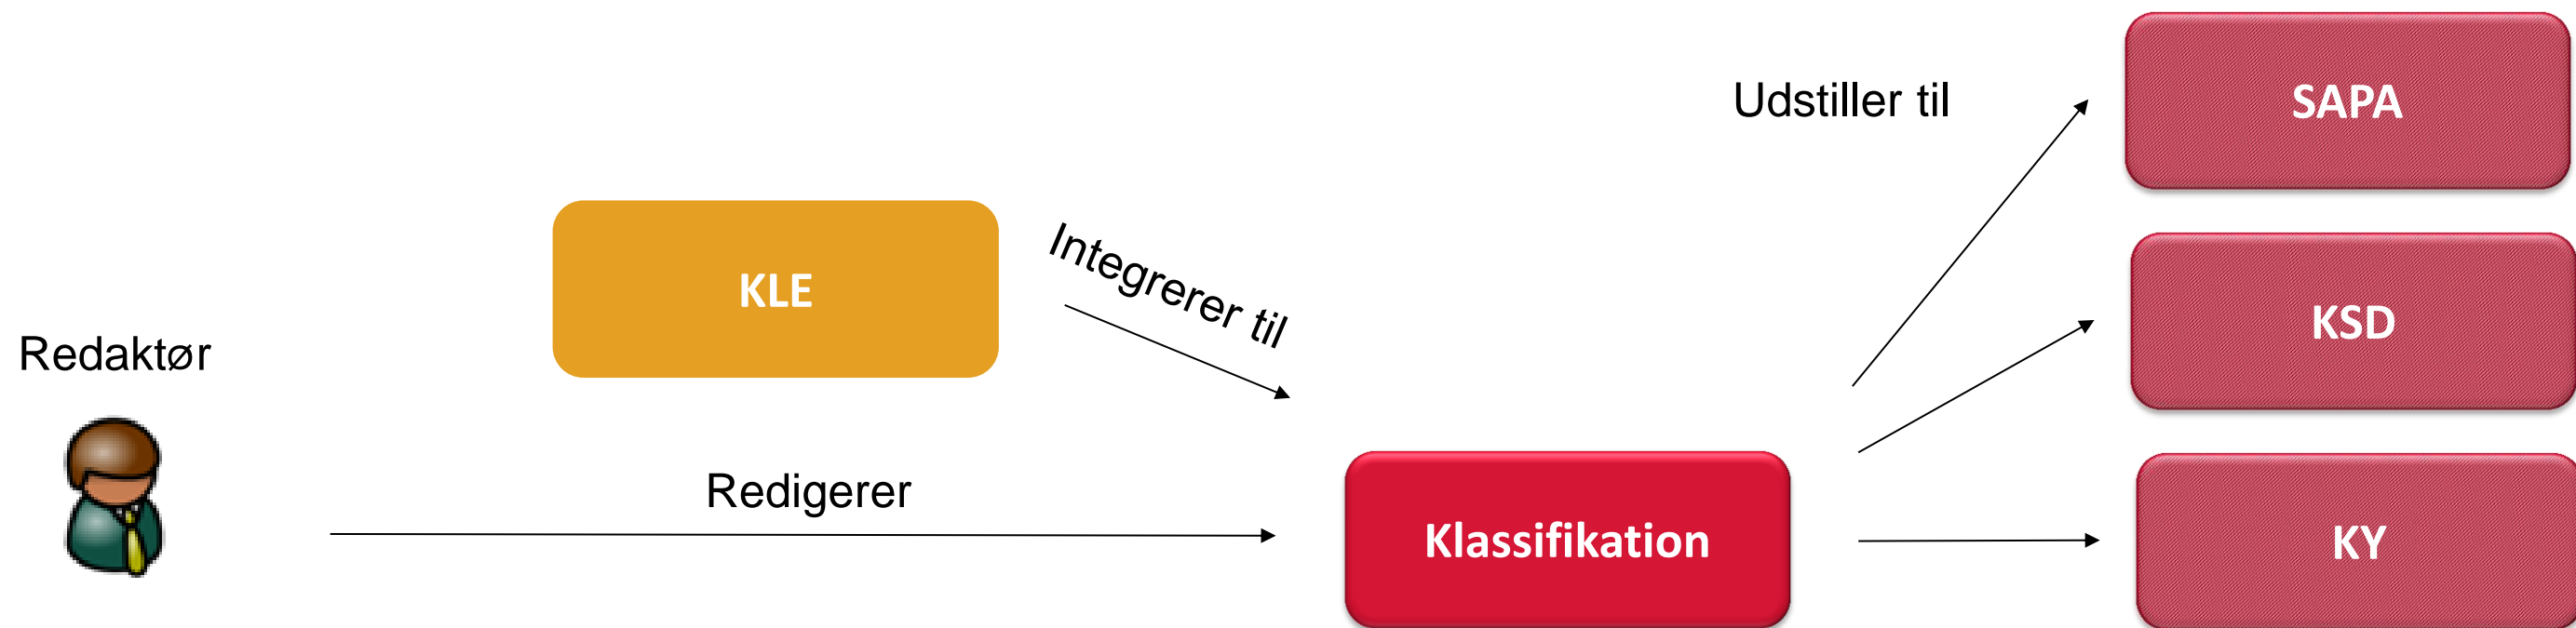 Udstiller til
SAPA
KLE
Integrerer til
KSD
Redaktør
Redigerer
Klassifikation
KY